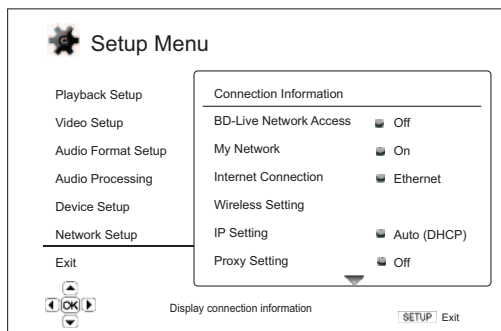 Setup Menu
Playback Setup
Video Setup
Audio Format Setup
Audio Processing
Device Setup
Network Setup
Exit
Connection Information
BD-Live Network Access Off
My Network On
Internet Connection Ethernet
Wireless Setting
IP Setting Auto (DHCP)
Proxy Setting Off
OK
Display connection information
SETUP Exit